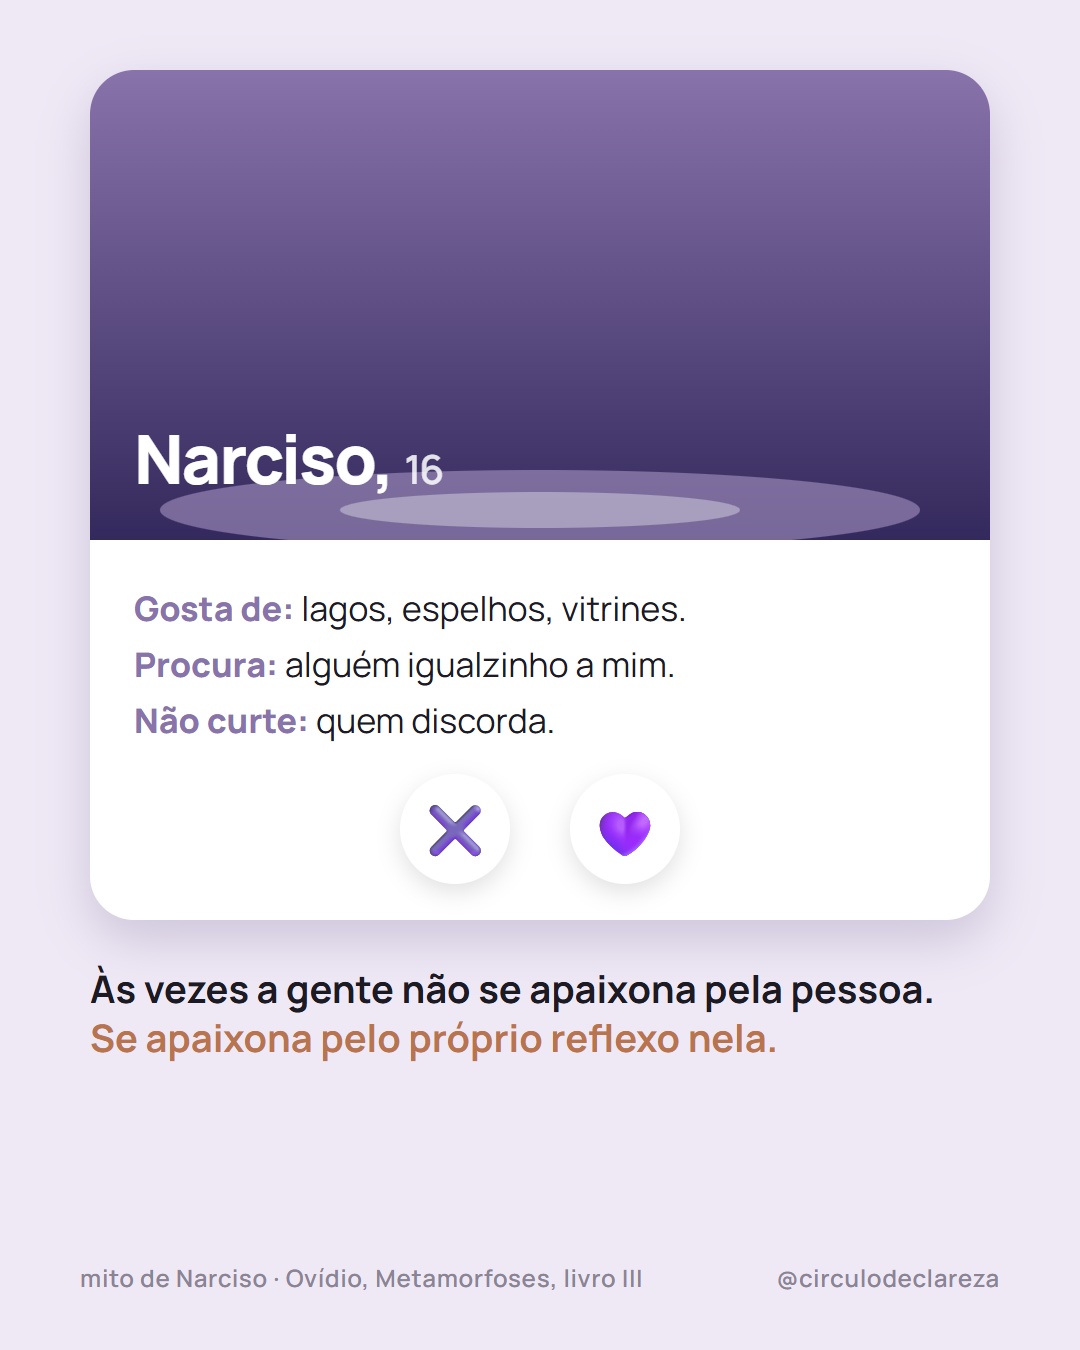 Narciso, 16
Gosta de: lagos, espelhos, vitrines.
Procura: alguém igualzinho a mim.
Não curte: quem discorda.
Às vezes a gente não se apaixona pela pessoa.
Se apaixona pelo próprio reflexo nela.
mito de Narciso · Ovídio, Metamorfoses, livro III
@circulodeclareza